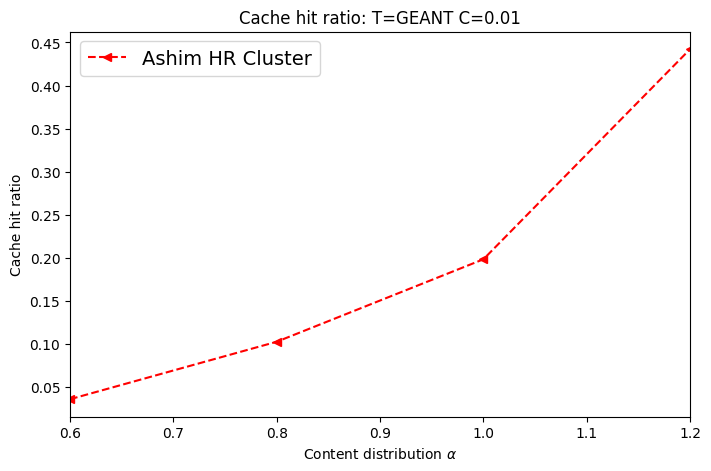 Cache hit ratio: T=GEANT C=0.01
Ashim HR Cluster
Cache hit ratio
0.45
0.40
0.35
0.30
0.25
0.20
0.15
0.10
0.05
0.6 0.7 0.8 0.9 1.0 1.1 1.2
Content distribution α